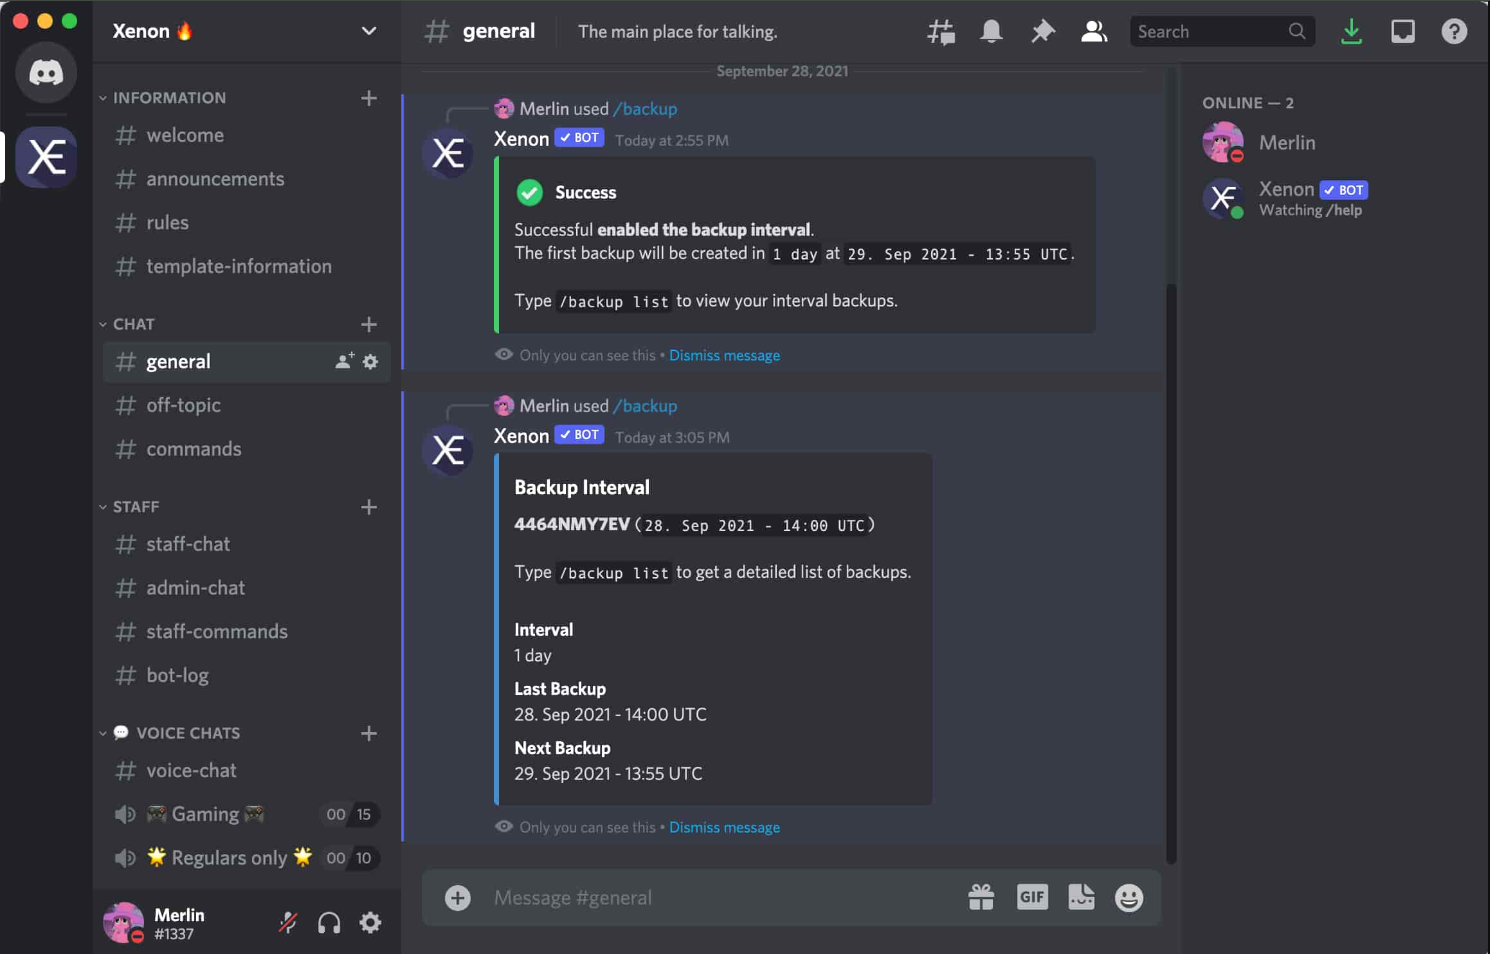 Xenon 🔥
INFORMATION
# welcome
# announcements
# rules
# template-information
CHAT
# general
# off-topic
# commands
STAFF
# staff-chat
# admin-chat
# staff-commands
# bot-log
💬 VOICE CHATS
# voice-chat
🎮 Gaming 🎮 00 15
🌟 Regulars only 🌟 00 10
Merlin
#1337
# general The main place for talking.
Search
September 28, 2021
Merlin used /backup
Xenon ✓ BOT Today at 2:55 PM
Success
Successful enabled the backup interval.
The first backup will be created in 1 day at 29. Sep 2021 - 13:55 UTC.
Type /backup list to view your interval backups.
Only you can see this • Dismiss message
Merlin used /backup
Xenon ✓ BOT Today at 3:05 PM
Backup Interval
4464NMY7EV (28. Sep 2021 - 14:00 UTC)
Type /backup list to get a detailed list of backups.
Interval
1 day
Last Backup
28. Sep 2021 - 14:00 UTC
Next Backup
29. Sep 2021 - 13:55 UTC
Only you can see this • Dismiss message
Message #general
GIF
ONLINE — 2
Merlin
Xenon ✓ BOT
Watching /help